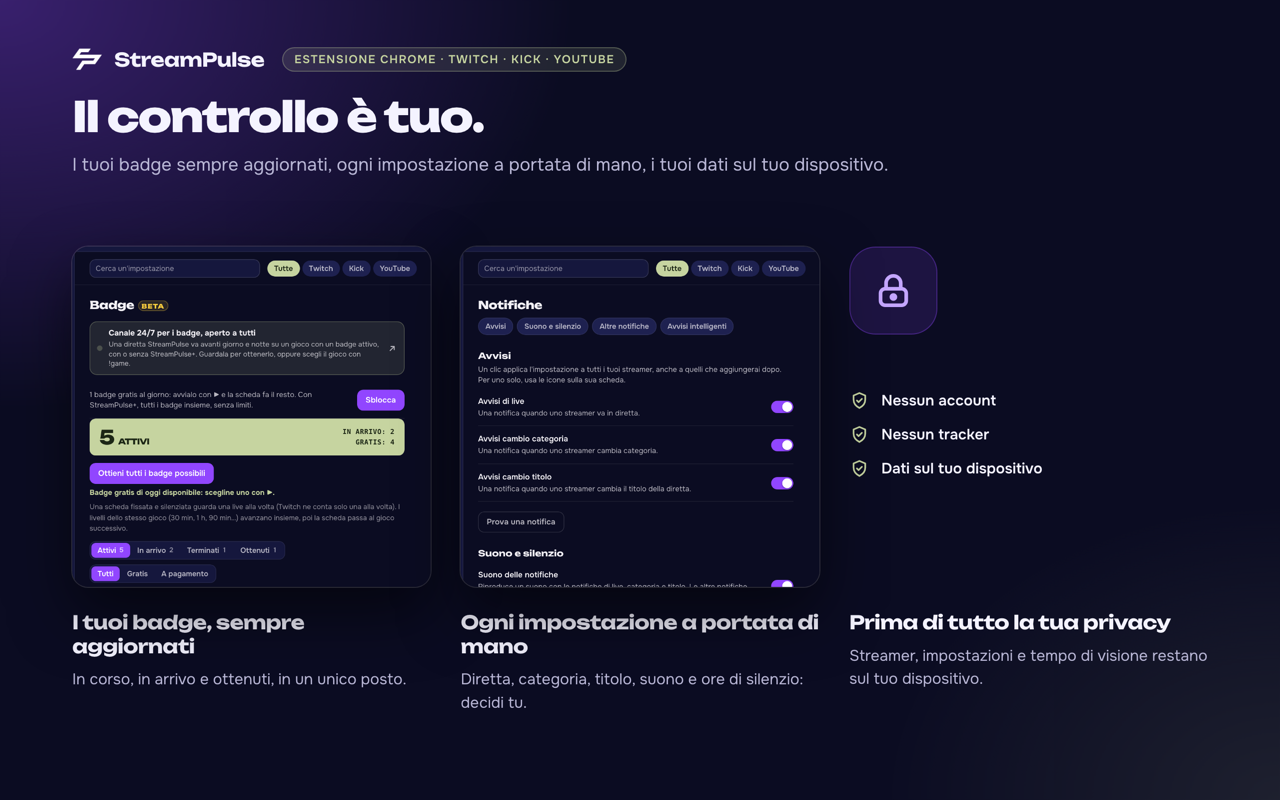 StreamPulse
ESTENSIONE CHROME · TWITCH · KICK · YOUTUBE
Il controllo è tuo.
I tuoi badge sempre aggiornati, ogni impostazione a portata di mano, i tuoi dati sul tuo dispositivo.
Cerca un'impostazione
Tutte
Twitch
Kick
YouTube
Badge BETA
Canale 24/7 per i badge, aperto a tutti
Una diretta StreamPulse va avanti giorno e notte su un gioco con un badge attivo,
con o senza StreamPulse+. Guardala per ottenerlo, oppure scegli il gioco con
!game.
1 badge gratis al giorno: avvialo con ▶ e la scheda fa il resto. Con
StreamPulse+, tutti i badge insieme, senza limiti.
Sblocca
5 ATTIVI
IN ARRIVO: 2
GRATIS: 4
Ottieni tutti i badge possibili
Badge gratis di oggi disponibile: scegline uno con ▶.
Una scheda fissata e silenziata guarda una live alla volta (Twitch ne conta solo una alla volta). I
livelli dello stesso gioco (30 min, 1 h, 90 min…) avanzano insieme, poi la scheda passa al gioco
successivo.
Attivi 5
In arrivo 2
Terminati 1
Ottenuti 1
Tutti
Gratis
A pagamento
I tuoi badge, sempre
aggiornati
In corso, in arrivo e ottenuti, in un unico posto.
Cerca un'impostazione
Tutte
Twitch
Kick
YouTube
Notifiche
Avvisi
Suono e silenzio
Altre notifiche
Avvisi intelligenti
Avvisi
Un clic applica l'impostazione a tutti i tuoi streamer, anche a quelli che aggiungerai dopo.
Per uno solo, usa le icone sulla sua scheda.
Avvisi di live
Una notifica quando uno streamer va in diretta.
Avvisi cambio categoria
Una notifica quando uno streamer cambia categoria.
Avvisi cambio titolo
Una notifica quando uno streamer cambia il titolo della diretta.
Prova una notifica
Suono e silenzio
Suono delle notifiche
Riproduce un suono con le notifiche di live, categoria e titolo. Le altre notifiche
Ogni impostazione a portata di
mano
Diretta, categoria, titolo, suono e ore di silenzio:
decidi tu.
Nessun account
Nessun tracker
Dati sul tuo dispositivo
Prima di tutto la tua privacy
Streamer, impostazioni e tempo di visione restano
sul tuo dispositivo.